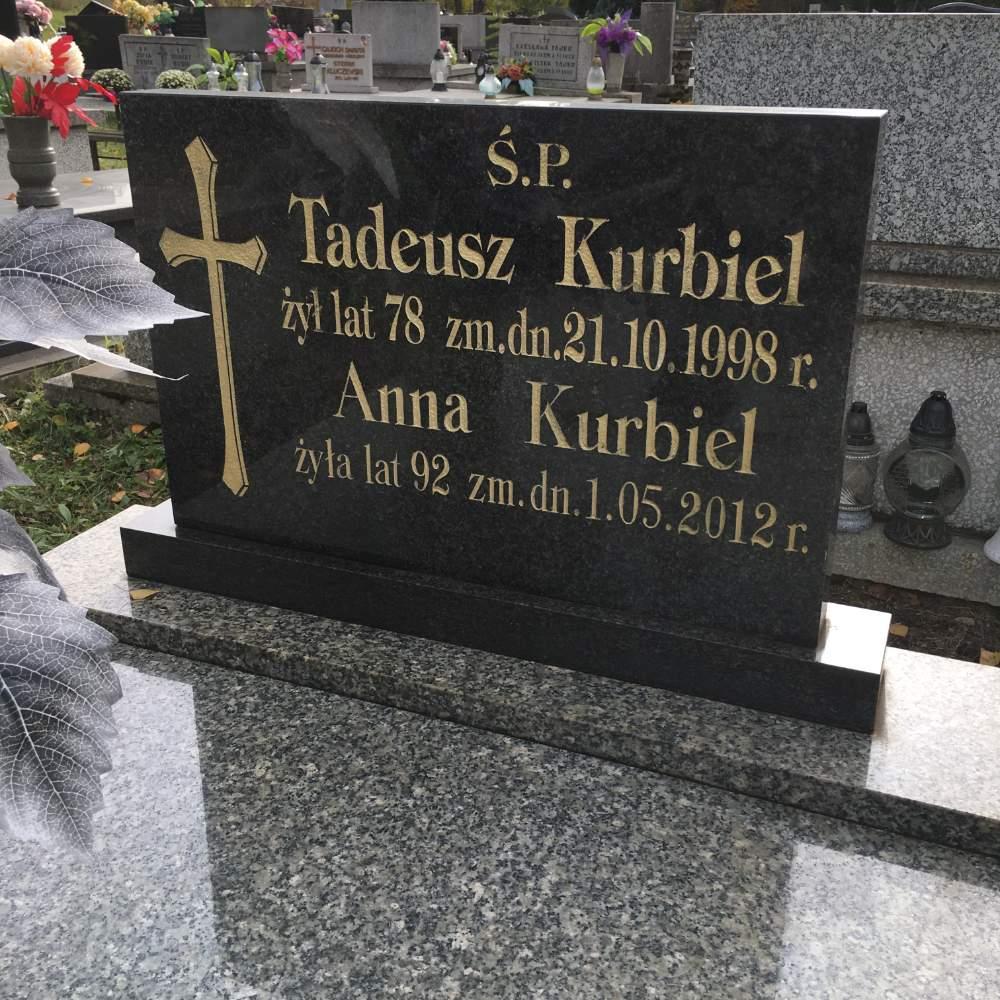 Ś.P.
Tadeusz Kurbiel
żył lat 78 zm.dn.21.10.1998 r.
Anna Kurbiel
żyła lat 92 zm.dn.1.05.2012 r.